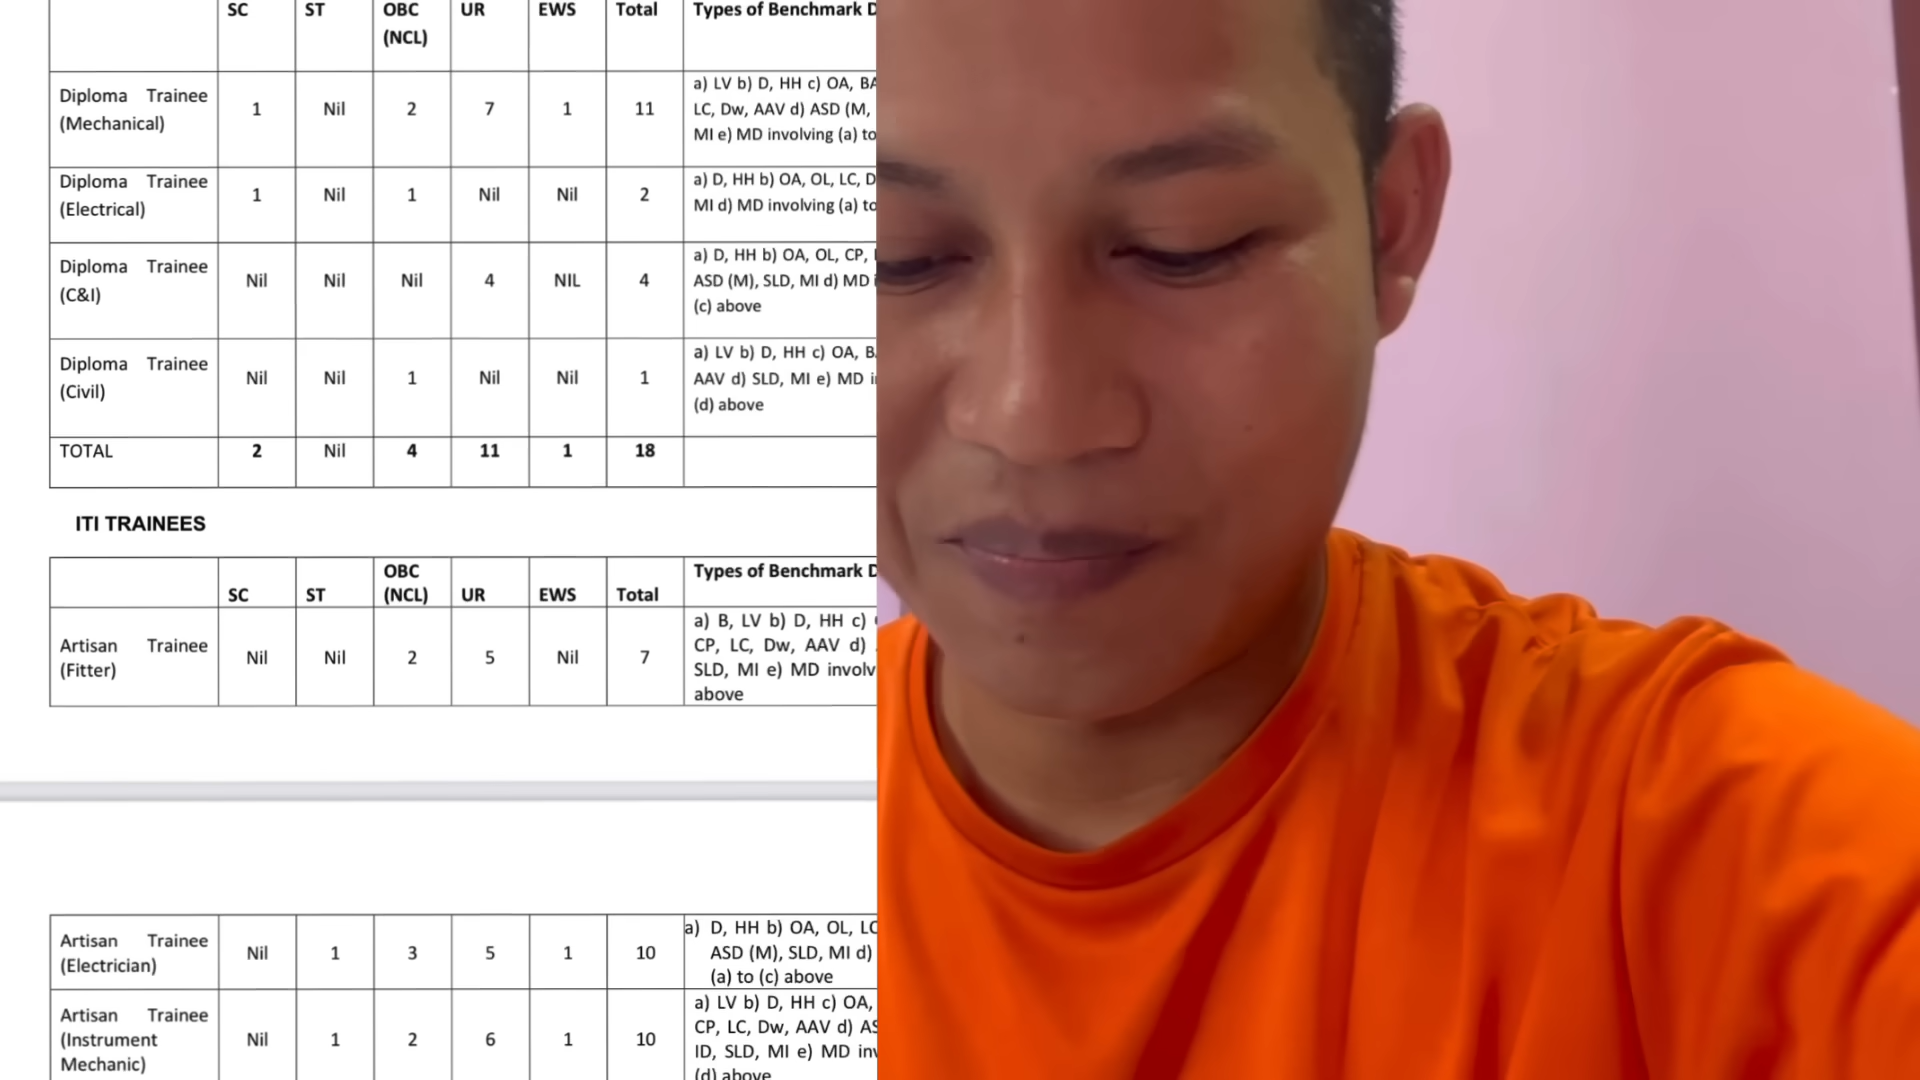 SC ST OBC (NCL) UR EWS Total Types of Benchmark D
Diploma Trainee (Mechanical) 1 Nil 2 7 1 11 a) LV b) D, HH c) OA, BA
LC, Dw, AAV d) ASD (M,
MI e) MD involving (a) to
Diploma Trainee (Electrical) 1 Nil 1 Nil Nil 2 a) D, HH b) OA, OL, LC, D
MI d) MD involving (a) to
Diploma Trainee (C&I) Nil Nil Nil 4 NIL 4 a) D, HH b) OA, OL, CP,
ASD (M), SLD, MI d) MD
(c) above
Diploma Trainee (Civil) Nil Nil 1 Nil Nil 1 a) LV b) D, HH c) OA, B
AAV d) SLD, MI e) MD
(d) above
TOTAL 2 Nil 4 11 1 18
ITI TRAINEES
SC ST OBC (NCL) UR EWS Total Types of Benchmark D
Artisan Trainee (Fitter) Nil Nil 2 5 Nil 7 a) B, LV b) D, HH c)
CP, LC, Dw, AAV d)
SLD, MI e) MD involv
above
Artisan Trainee (Electrician) Nil 1 3 5 1 10 a) D, HH b) OA, OL, LC
ASD (M), SLD, MI d)
(a) to (c) above
Artisan Trainee (Instrument Mechanic) Nil 1 2 6 1 10 a) LV b) D, HH c) OA,
CP, LC, Dw, AAV d) AS
ID, SLD, MI e) MD inv
(d) above